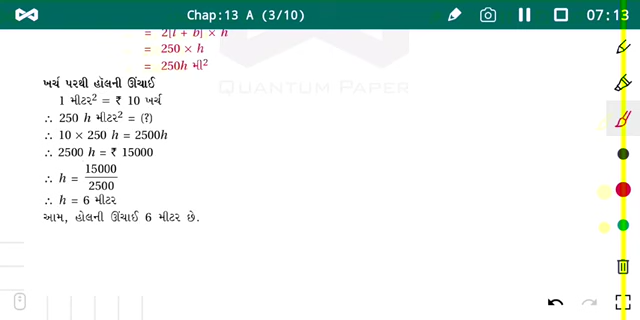 Chap:13 A (3/10)
07:13
= 2[l + b] × h
= 250 × h
= 250h મી²
QUANTUM PAPER
ખર્ચ પરથી હૉલની ઊંચાઈ
1 મીટર² = ₹ 10 ખર્ચ
∴ 250 h મીટર² = (?)
∴ 10 × 250 h = 2500h
∴ 2500 h = ₹ 15000
∴ h = 15000/2500
∴ h = 6 મીટર
આમ, હોલની ઊંચાઈ 6 મીટર છે.